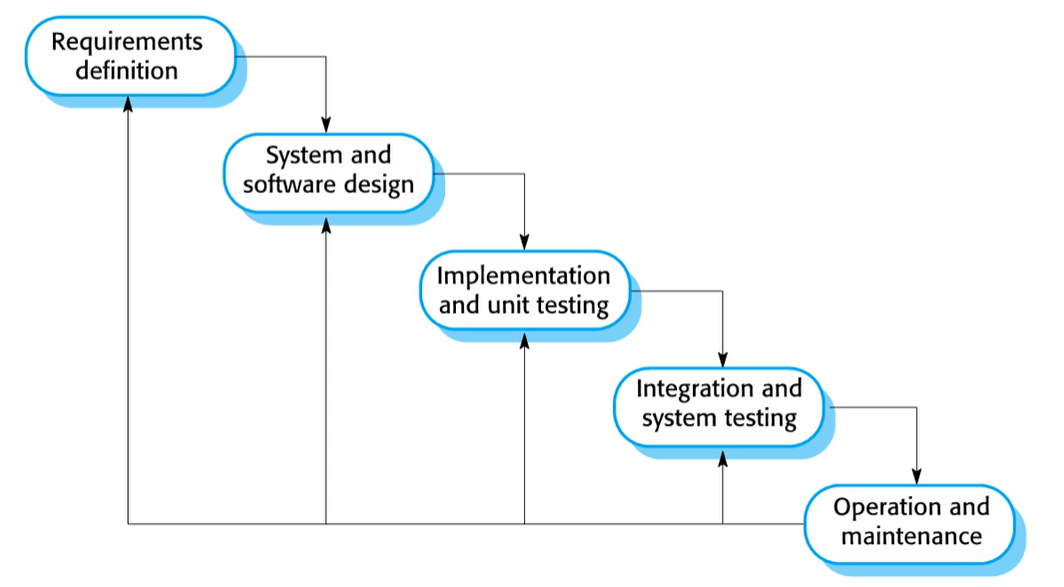 Requirements
definition
System and
software design
Implementation
and unit testing
Integration and
system testing
Operation and
maintenance